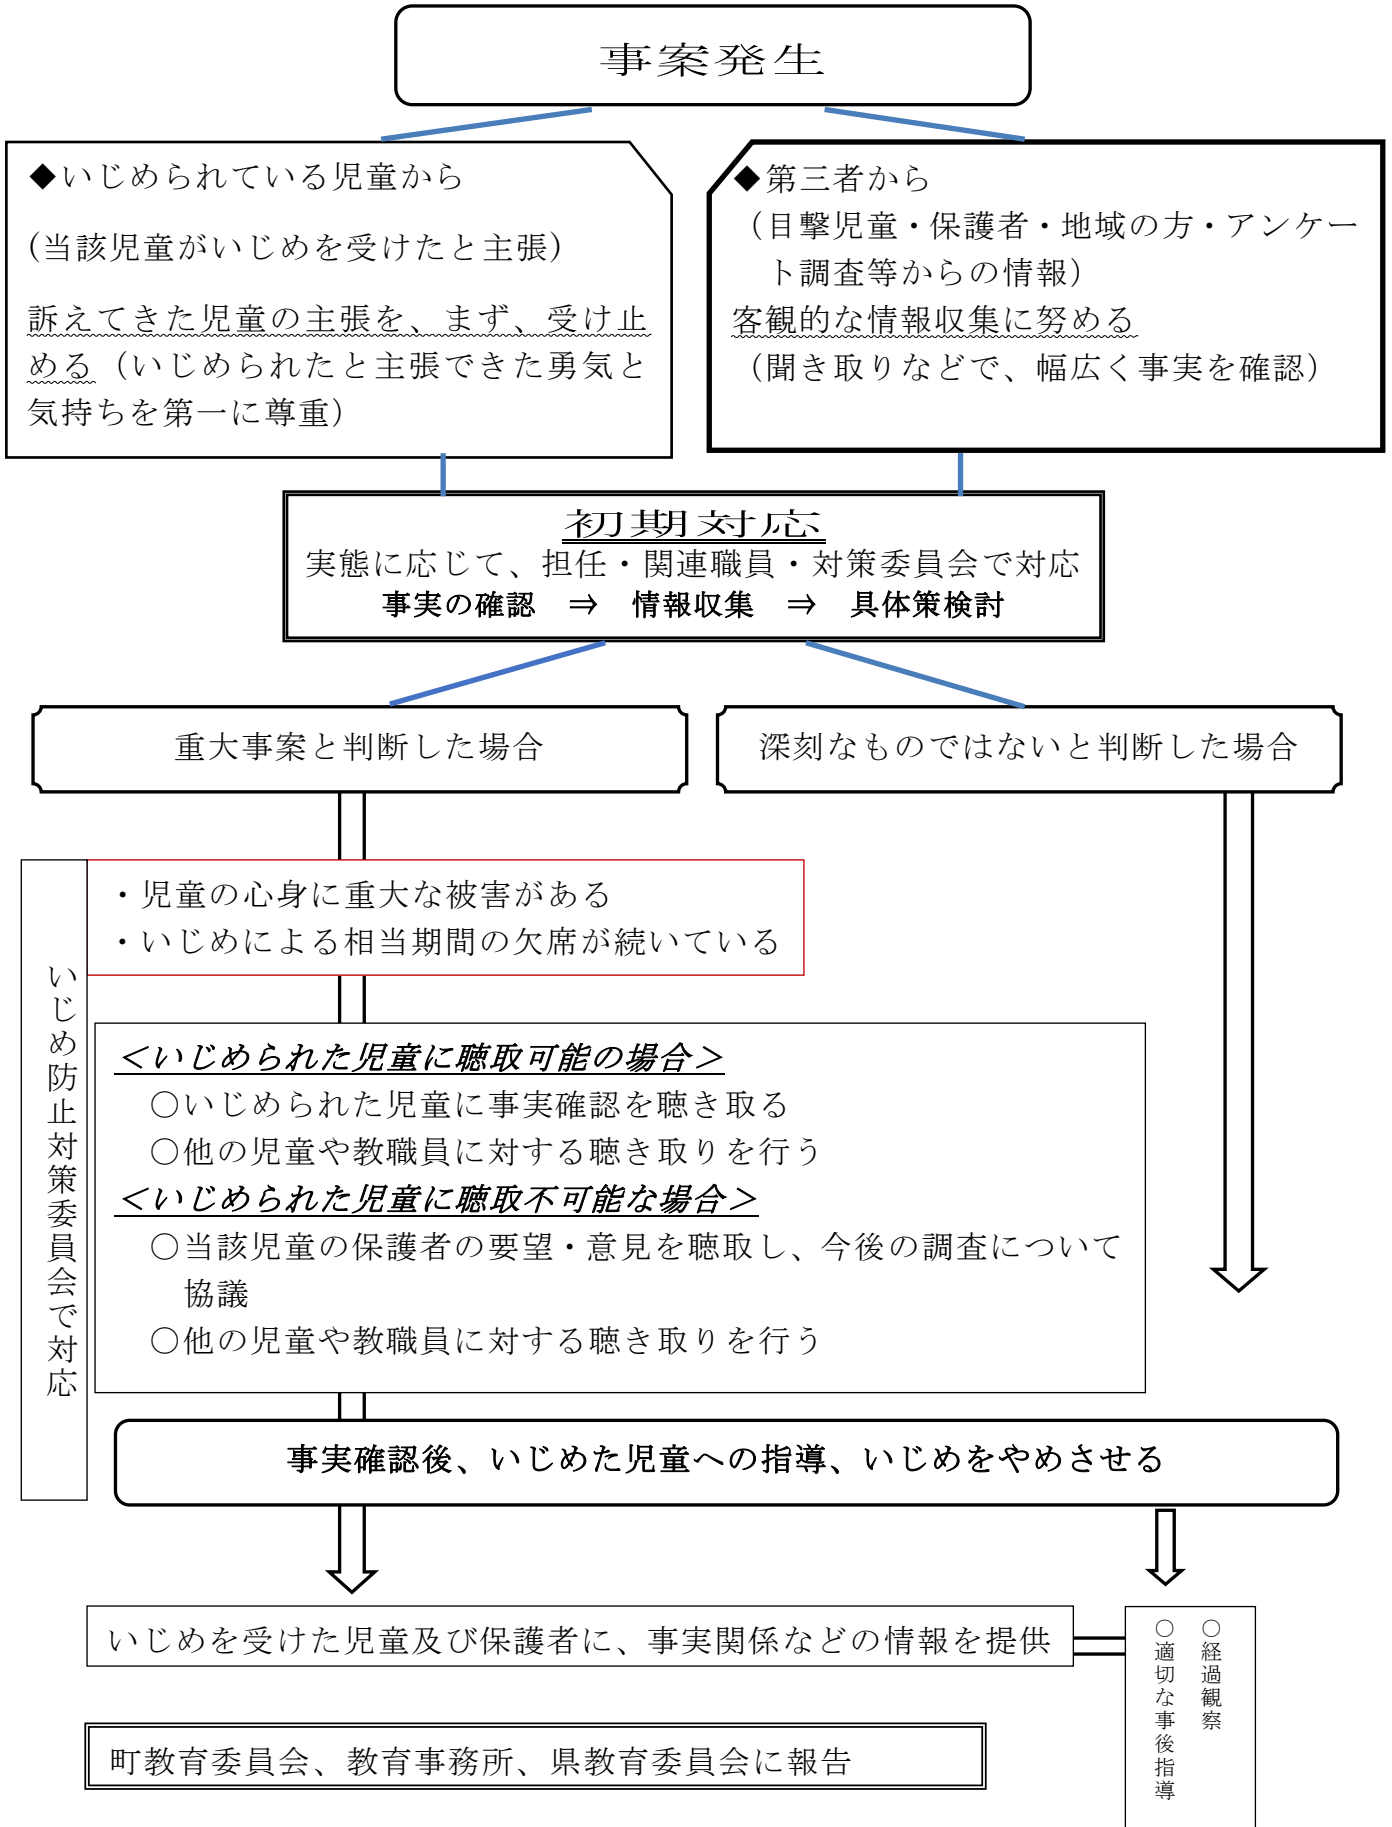 事案発生
◆いじめられている児童から
(当該児童がいじめを受けたと主張)
訴えてきた児童の主張を、まず、受け止
める（いじめられたと主張できた勇気と
気持ちを第一に尊重）
◆第三者から
（目撃児童・保護者・地域の方・アンケー
ト調査等からの情報）
客観的な情報収集に努める
（聞き取りなどで、幅広く事実を確認）
初期対応
実態に応じて、担任・関連職員・対策委員会で対応
事実の確認　⇒　情報収集　⇒　具体策検討
重大事案と判断した場合
深刻なものではないと判断した場合
いじめ防止対策委員会で対応
・児童の心身に重大な被害がある
・いじめによる相当期間の欠席が続いている
＜いじめられた児童に聴取可能の場合＞
○いじめられた児童に事実確認を聴き取る
○他の児童や教職員に対する聴き取りを行う
＜いじめられた児童に聴取不可能な場合＞
○当該児童の保護者の要望・意見を聴取し、今後の調査について
協議
○他の児童や教職員に対する聴き取りを行う
事実確認後、いじめた児童への指導、いじめをやめさせる
いじめを受けた児童及び保護者に、事実関係などの情報を提供
○経過観察
○適切な事後指導
町教育委員会、教育事務所、県教育委員会に報告